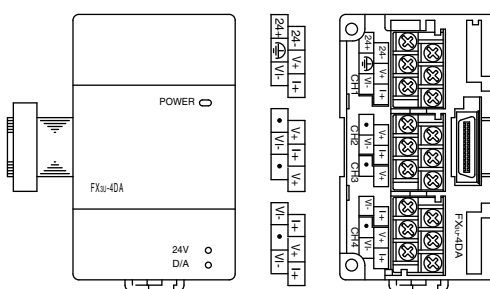 POWER
FX3U-4DA
24V
D/A
24+
24-
⏚
V+
VI-
I+
•
V+
VI-
I+
•
V+
VI-
I+
•
V+
VI-
I+
24+
24-
⏚
V+
VI-
I+
CH1
•
V+
VI-
I+
•
V+
CH2
CH3
VI-
I+
•
V+
VI-
I+
CH4
FX3U-4DA